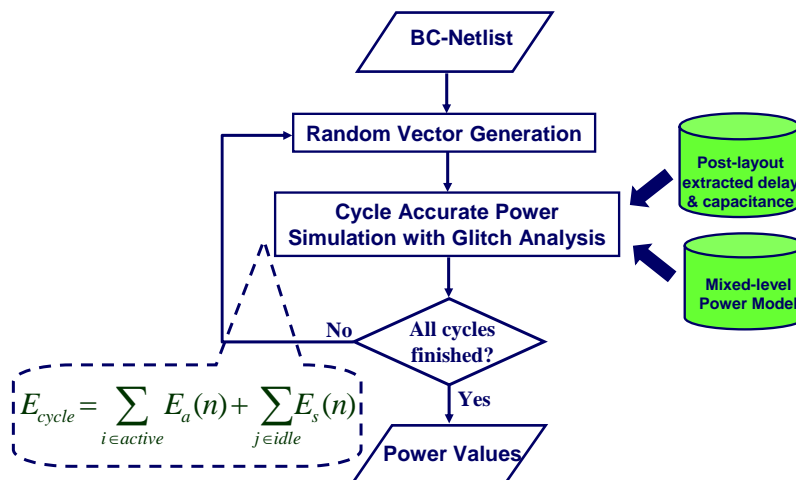 BC-Netlist
Random Vector Generation
Post-layout
extracted delay
& capacitance
Cycle Accurate Power
Simulation with Glitch Analysis
Mixed-level
Power Model
No
All cycles
finished?
E_cycle = ∑_{i∈active} E_a(n) + ∑_{j∈idle} E_s(n)
Yes
Power Values